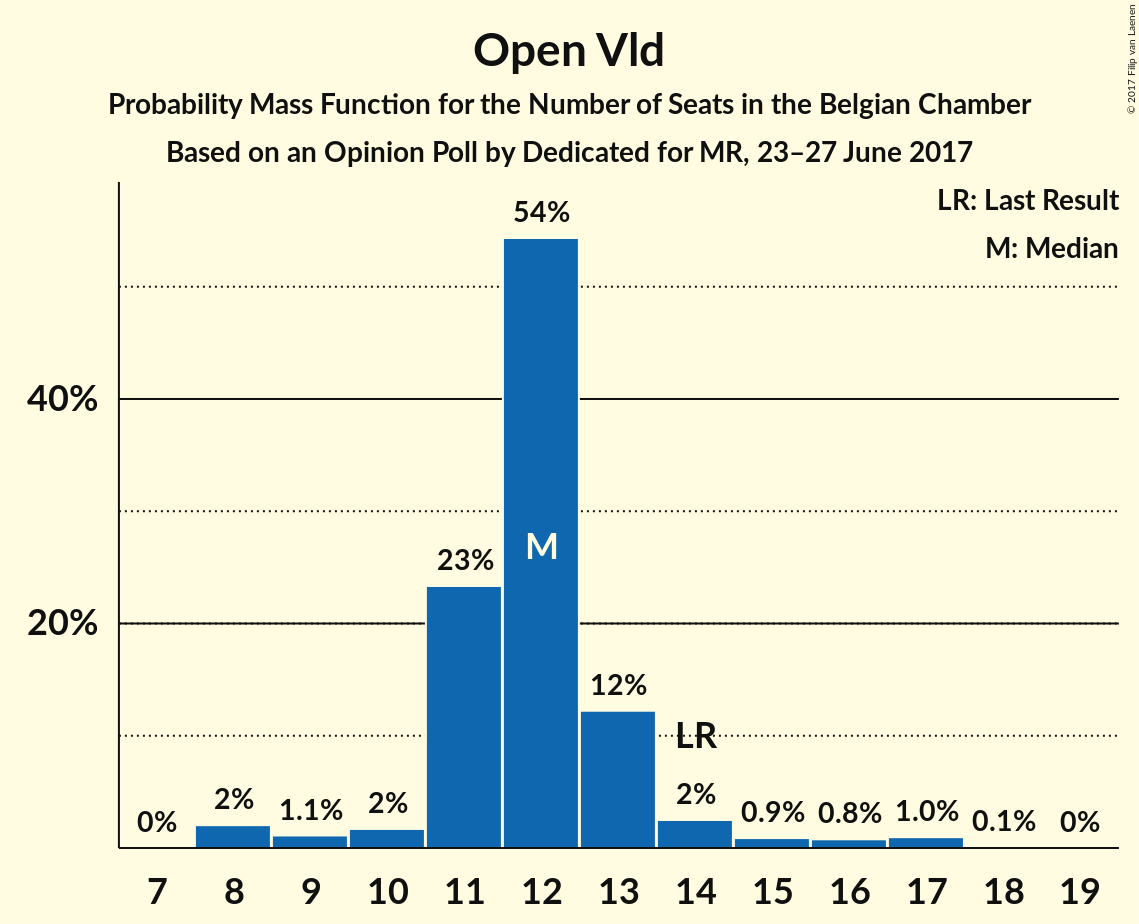 Open Vld
Probability Mass Function for the Number of Seats in the Belgian Chamber
Based on an Opinion Poll by Dedicated for MR, 23–27 June 2017
© 2017 Filip van Laenen
LR: Last Result
M: Median
40%
20%
0%
2%
1.1%
2%
23%
54%
M
12%
LR
2%
0.9%
0.8%
1.0%
0.1%
0%
7 8 9 10 11 12 13 14 15 16 17 18 19